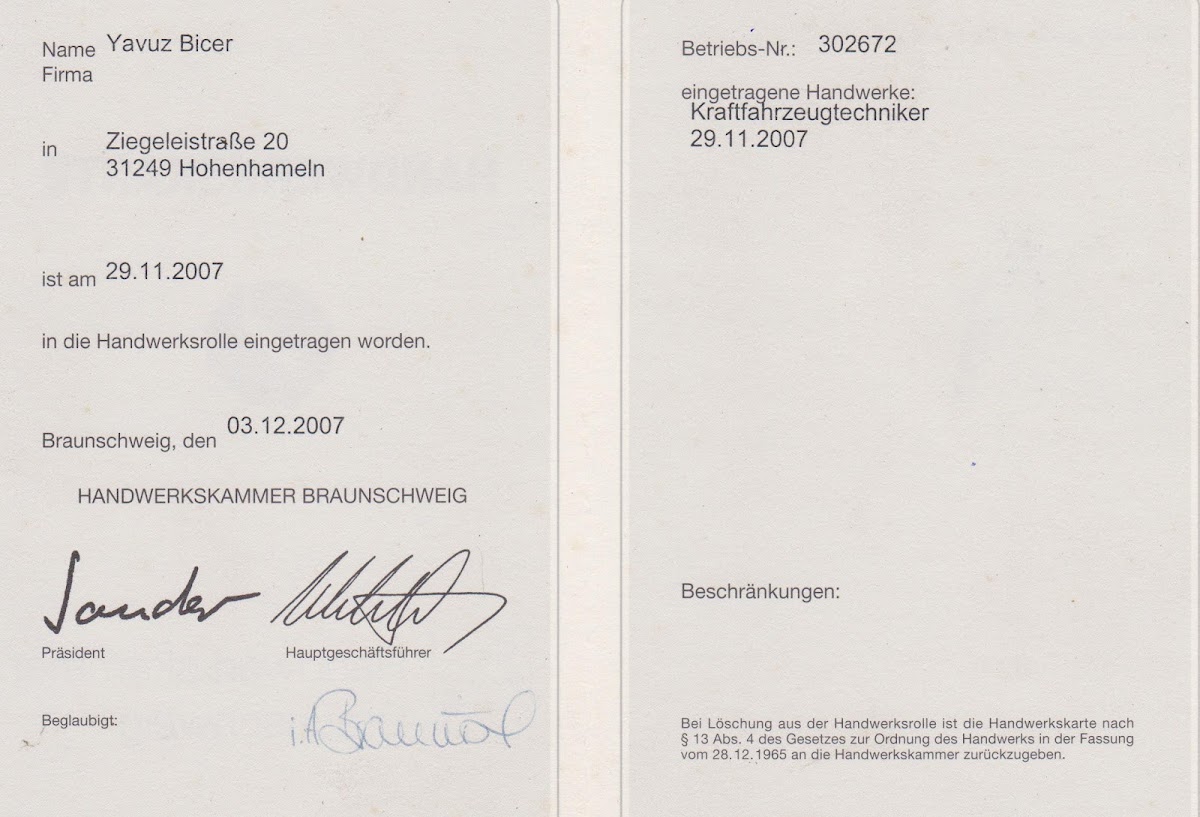 Name Yavuz Bicer
Firma
in Ziegeleistraße 20
31249 Hohenhameln
ist am 29.11.2007
in die Handwerksrolle eingetragen worden.
Braunschweig, den 03.12.2007
HANDWERKSKAMMER BRAUNSCHWEIG
Sander
Präsident Hauptgeschäftsführer
Beglaubigt: i.A.
Betriebs-Nr.: 302672
eingetragene Handwerke:
Kraftfahrzeugtechniker
29.11.2007
Beschränkungen:
Bei Löschung aus der Handwerksrolle ist die Handwerkskarte nach
§ 13 Abs. 4 des Gesetzes zur Ordnung des Handwerks in der Fassung
vom 28.12.1965 an die Handwerkskammer zurückzugeben.